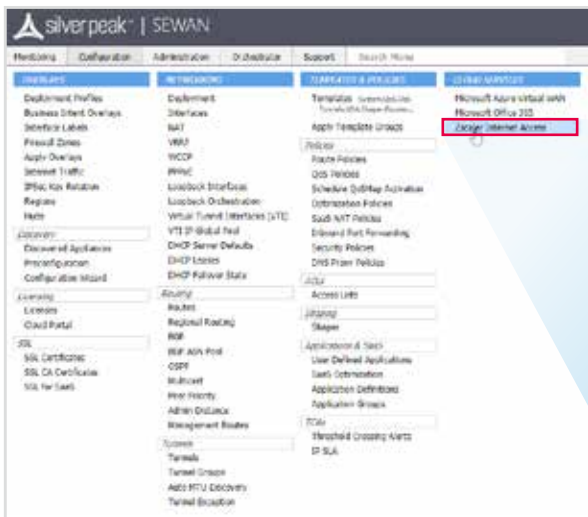 silver peak | SEWAN
Monitoring Configuration Administration Orchestrator Support Search Menu
OVERLAYS
Deployment Profiles
Business Intent Overlays
Interface Labels
Firewall Zones
Apply Overlays
Internet Traffic
IPSec Key Rotation
Regions
Hubs
Discovery
Discovered Appliances
Preconfiguration
Configuration Wizard
Licensing
Licenses
Cloud Portal
SSL
SSL Certificates
SSL CA Certificates
SSL for SaaS
NETWORKING
Deployment
Interfaces
NAT
VRRP
WCCP
PPPoE
Loopback Interfaces
Loopback Orchestration
Virtual Tunnel Interfaces (VTI)
VTI IP Global Pool
DHCP Server Defaults
DHCP Leases
DHCP Failover State
Routing
Routes
Regional Routing
BGP
BGP ASN Pool
OSPF
Multicast
Peer Priority
Admin Distance
Management Routes
Tunnels
Tunnels
Tunnel Groups
Auto MTU Discovery
Tunnel Exception
TEMPLATES & POLICIES
Templates
Apply Template Groups
Policies
Route Policies
QoS Policies
Schedule QoSMap Activation
Optimization Policies
SaaS NAT Policies
Inbound Port Forwarding
Security Policies
DNS Proxy Policies
ACLs
Access Lists
Shaping
Shaper
Applications & SaaS
User Defined Applications
SaaS Optimization
Application Definitions
Application Groups
TCAs
Threshold Crossing Alerts
IP SLA
CLOUD SERVICES
Microsoft Azure Virtual WAN
Microsoft Office 365
Zscaler Internet Access